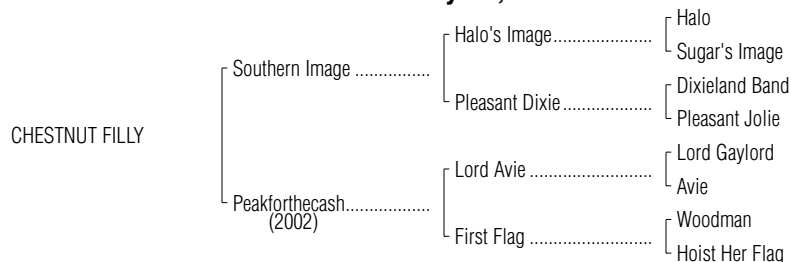 Halo
Halo's Image....................
Sugar's Image
Southern Image ................
Dixieland Band
Pleasant Dixie ..................
Pleasant Jolie
CHESTNUT FILLY
Lord Gaylord
Lord Avie .........................
Avie
Peakforthecash..................
(2002)
Woodman
First Flag .........................
Hoist Her Flag